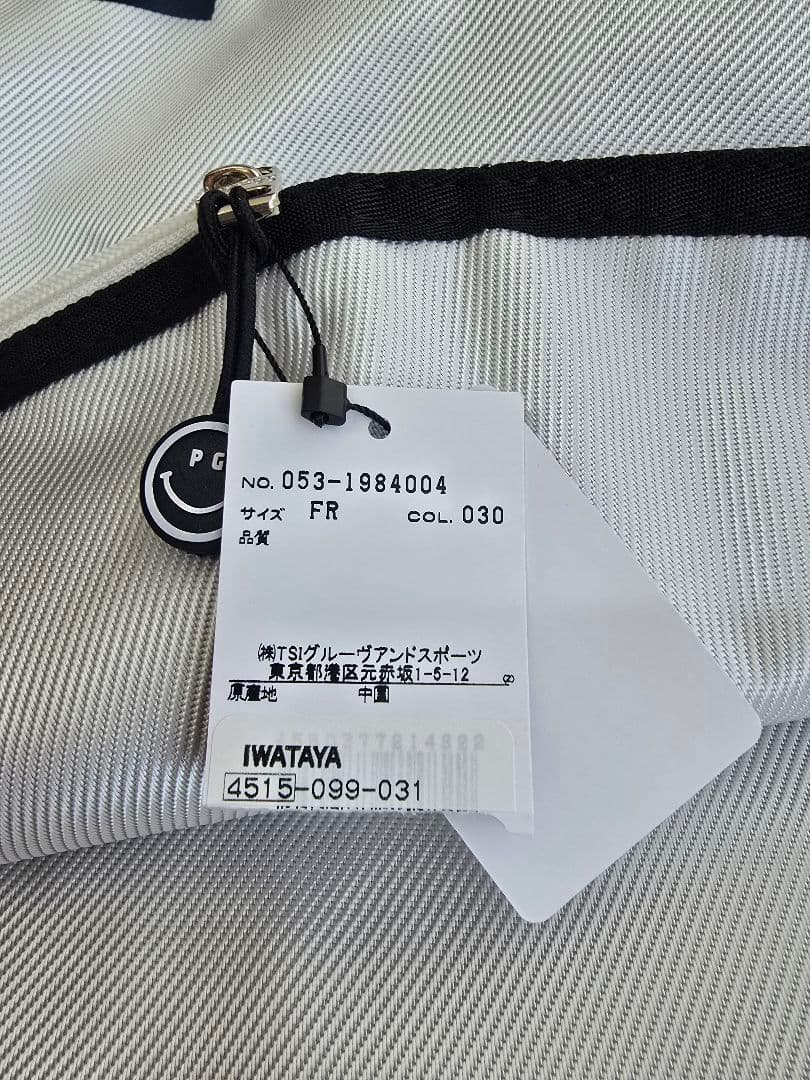 PG
NO. 053-1984004
サイズ FR COL. 030
品質
㈱TSIグルーヴアンドスポーツ
東京都港区元赤坂1-5-12 (Z)
原産地 中国
IWATAYA
4515-099-031